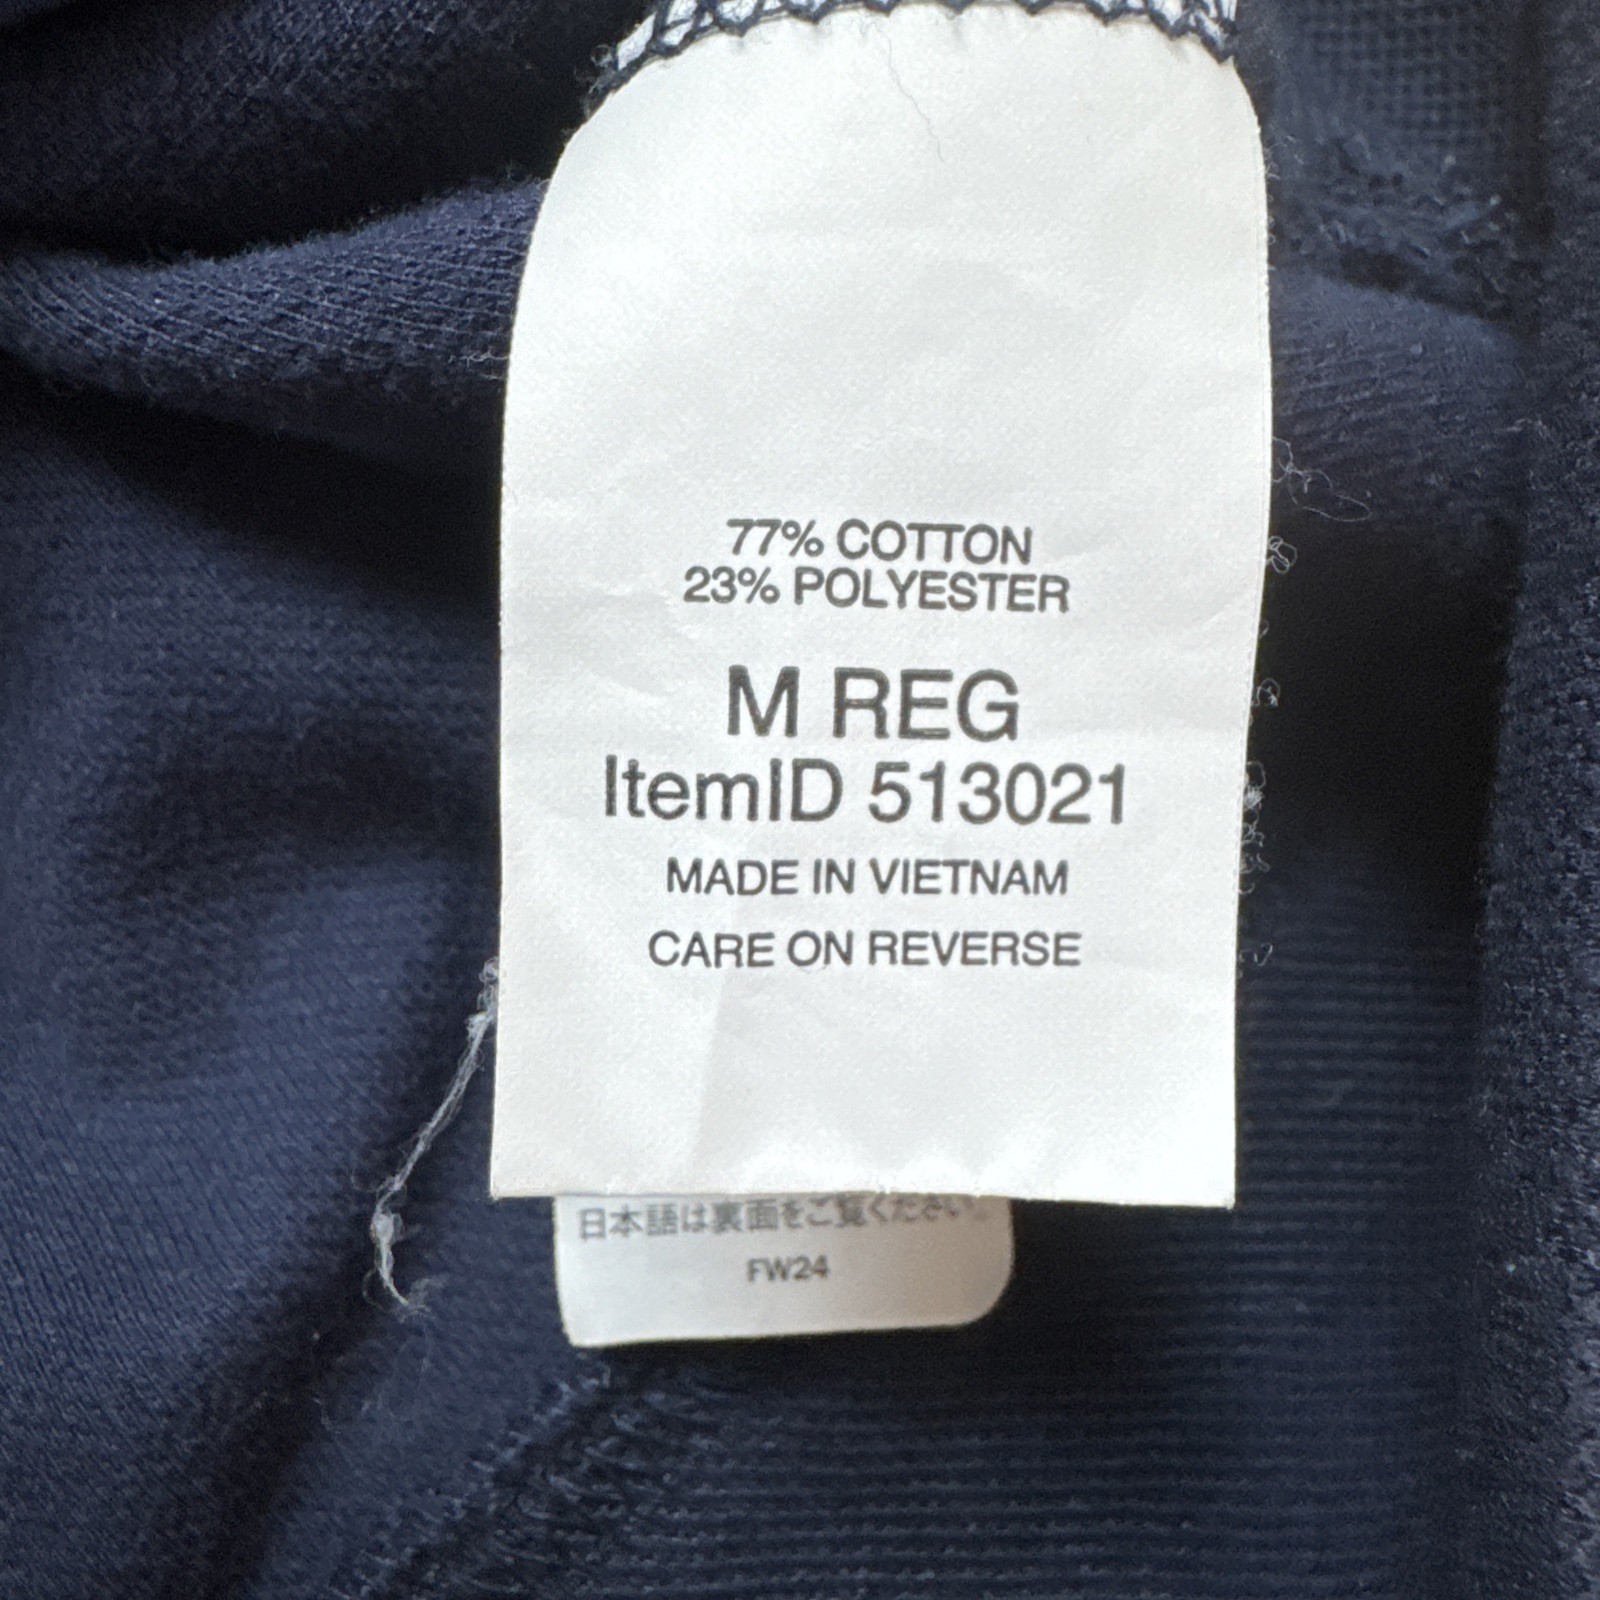 77% COTTON
23% POLYESTER
M REG
ItemID 513021
MADE IN VIETNAM
CARE ON REVERSE
日本語は裏面をご覧ください。
FW24